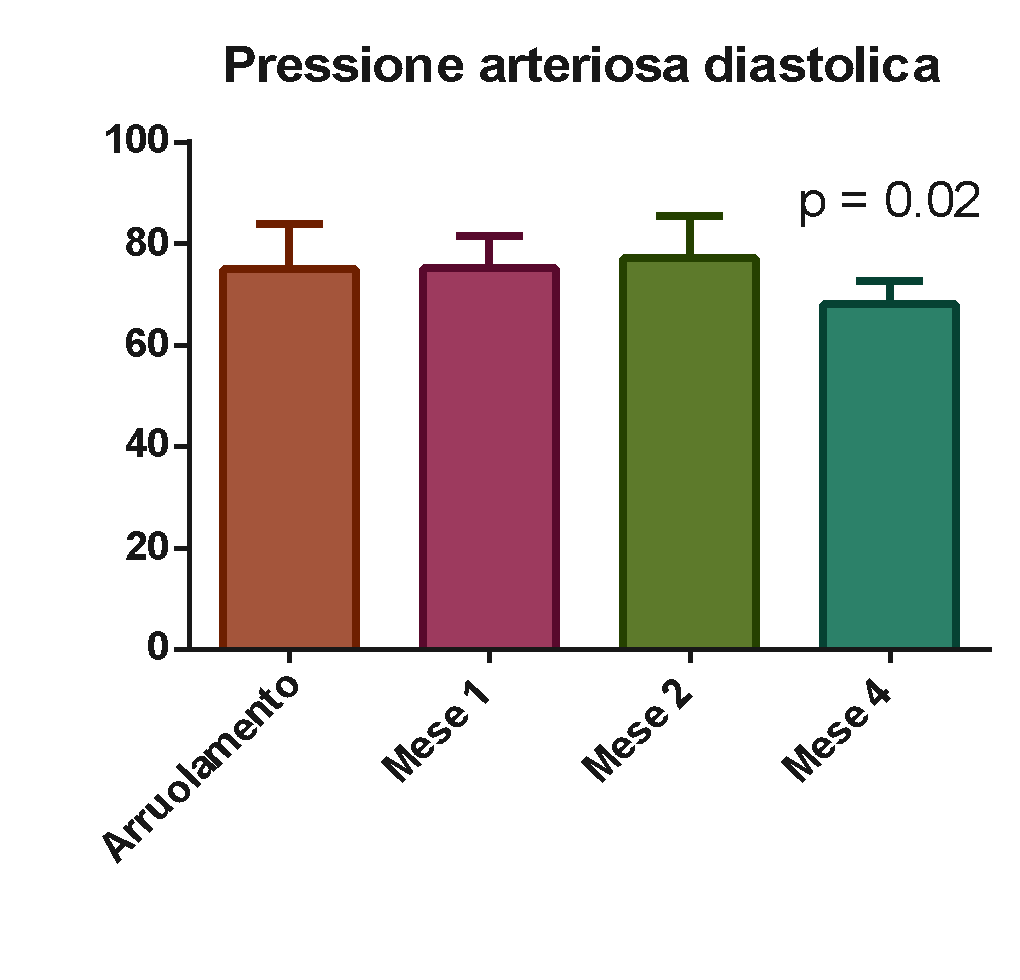 Pressione arteriosa diastolica
100
p = 0.02
80
60
40
20
0
Arruolamento
Mese 1
Mese 2
Mese 4